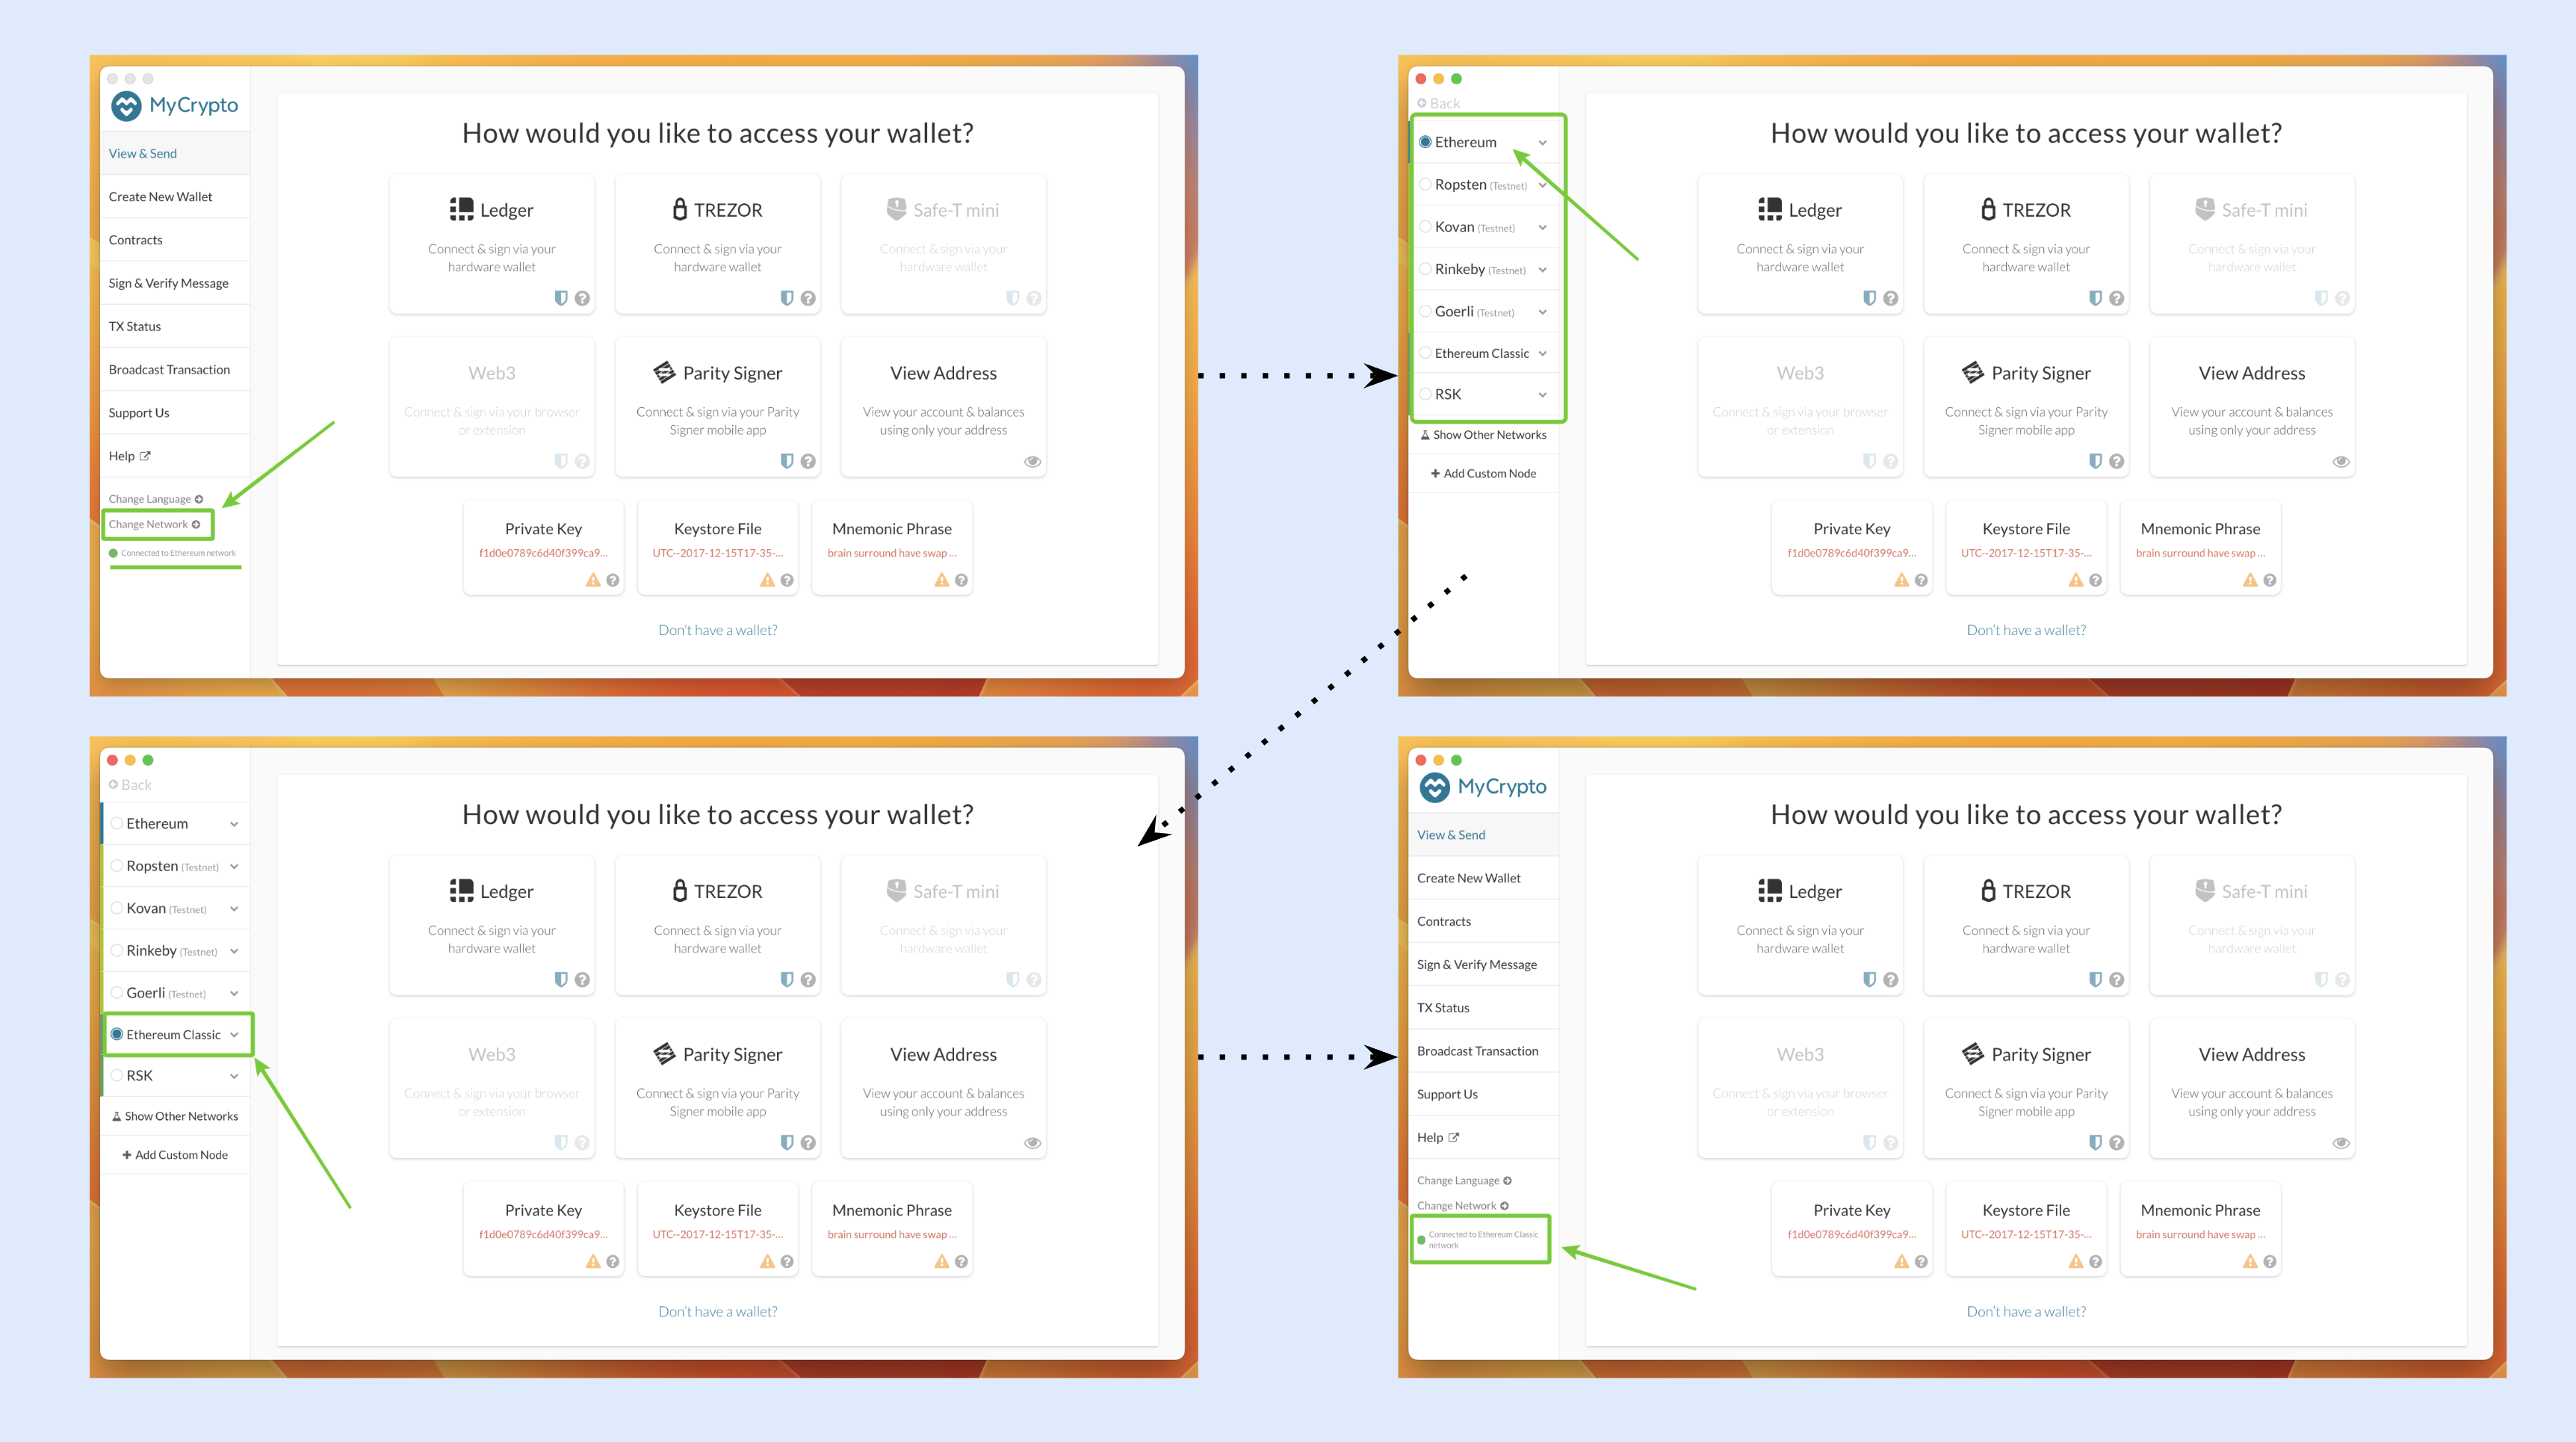 MyCrypto
View & Send
Create New Wallet
Contracts
Sign & Verify Message
TX Status
Broadcast Transaction
Support Us
Help
Change Language
Change Network
Connected to Ethereum network
How would you like to access your wallet?
Ledger
Connect & sign via your
hardware wallet
TREZOR
Connect & sign via your
hardware wallet
Safe-T mini
Connect & sign via your
hardware wallet
Web3
Connect & sign via your browser
or extension
Parity Signer
Connect & sign via your Parity
Signer mobile app
View Address
View your account & balances
using only your address
Private Key
f1d0e0789c6d40f399ca9...
Keystore File
UTC--2017-12-15T17-35-...
Mnemonic Phrase
brain surround have swap ...
Don't have a wallet?
Back
Ethereum
Ropsten (Testnet)
Kovan (Testnet)
Rinkeby (Testnet)
Goerli (Testnet)
Ethereum Classic
RSK
Show Other Networks
+ Add Custom Node
How would you like to access your wallet?
Ledger
Connect & sign via your
hardware wallet
TREZOR
Connect & sign via your
hardware wallet
Safe-T mini
Connect & sign via your
hardware wallet
Web3
Connect & sign via your browser
or extension
Parity Signer
Connect & sign via your Parity
Signer mobile app
View Address
View your account & balances
using only your address
Private Key
f1d0e0789c6d40f399ca9...
Keystore File
UTC--2017-12-15T17-35-...
Mnemonic Phrase
brain surround have swap ...
Don't have a wallet?
Back
Ethereum
Ropsten (Testnet)
Kovan (Testnet)
Rinkeby (Testnet)
Goerli (Testnet)
Ethereum Classic
RSK
Show Other Networks
+ Add Custom Node
How would you like to access your wallet?
Ledger
Connect & sign via your
hardware wallet
TREZOR
Connect & sign via your
hardware wallet
Safe-T mini
Connect & sign via your
hardware wallet
Web3
Connect & sign via your browser
or extension
Parity Signer
Connect & sign via your Parity
Signer mobile app
View Address
View your account & balances
using only your address
Private Key
f1d0e0789c6d40f399ca9...
Keystore File
UTC--2017-12-15T17-35-...
Mnemonic Phrase
brain surround have swap ...
Don't have a wallet?
MyCrypto
View & Send
Create New Wallet
Contracts
Sign & Verify Message
TX Status
Broadcast Transaction
Support Us
Help
Change Language
Change Network
Connected to Ethereum Classic
network
How would you like to access your wallet?
Ledger
Connect & sign via your
hardware wallet
TREZOR
Connect & sign via your
hardware wallet
Safe-T mini
Connect & sign via your
hardware wallet
Web3
Connect & sign via your browser
or extension
Parity Signer
Connect & sign via your Parity
Signer mobile app
View Address
View your account & balances
using only your address
Private Key
f1d0e0789c6d40f399ca9...
Keystore File
UTC--2017-12-15T17-35-...
Mnemonic Phrase
brain surround have swap ...
Don't have a wallet?